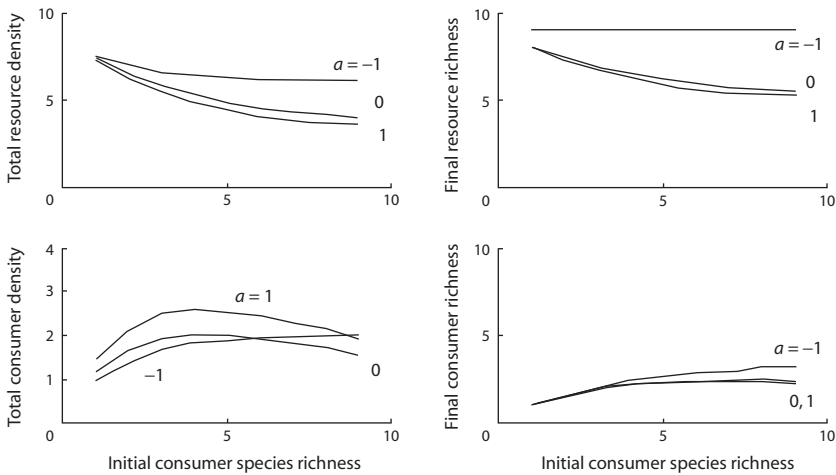 Total resource density
10
5
0
5
10
a = −1
0
1
Final resource richness
10
5
0
5
10
a = −1
0
1
Total consumer density
4
3
2
1
0
5
10
a = 1
−1
0
Initial consumer species richness
Final consumer richness
10
5
0
5
10
a = −1
0, 1
Initial consumer species richness